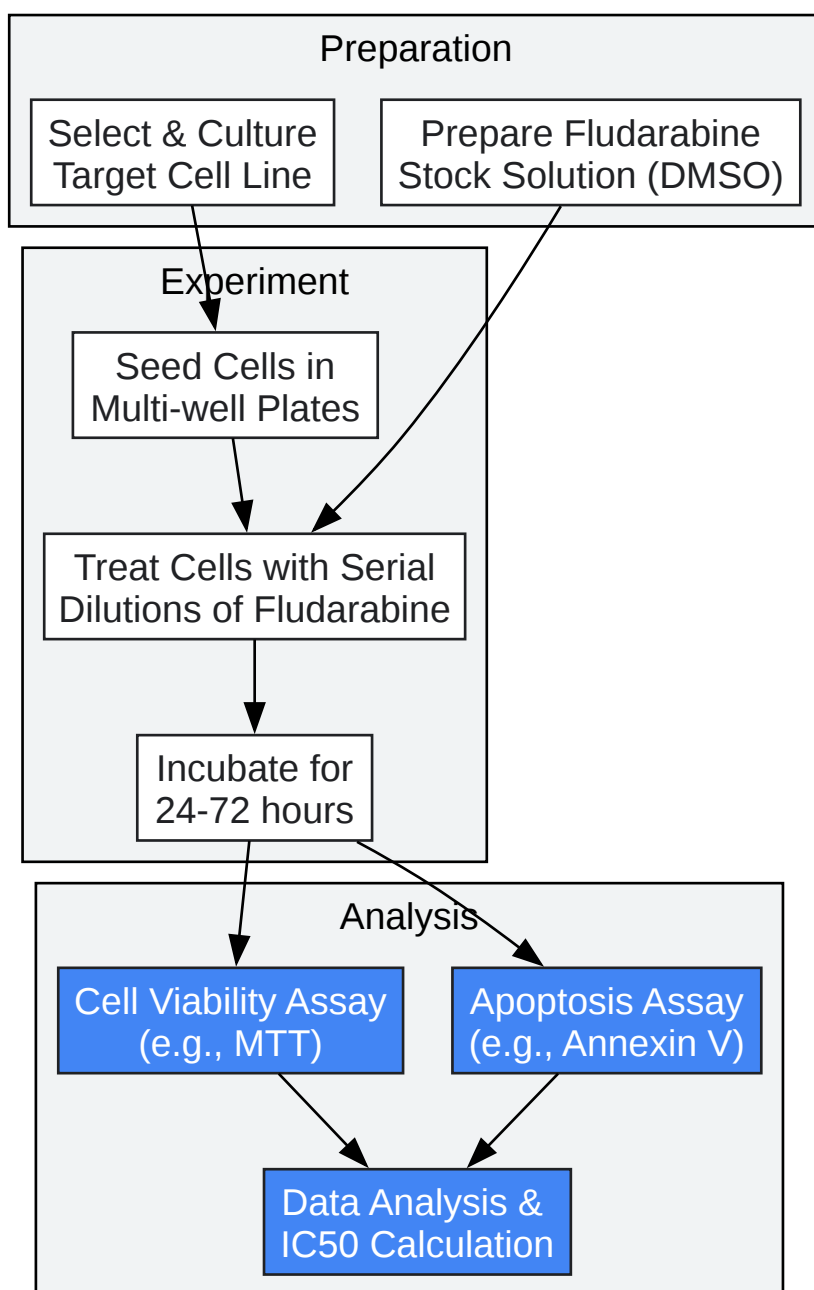 Preparation
Select & Culture
Target Cell Line
Prepare Fludarabine
Stock Solution (DMSO)
Experiment
Seed Cells in
Multi-well Plates
Treat Cells with Serial
Dilutions of Fludarabine
Incubate for
24-72 hours
Analysis
Cell Viability Assay
(e.g., MTT)
Apoptosis Assay
(e.g., Annexin V)
Data Analysis &
IC50 Calculation